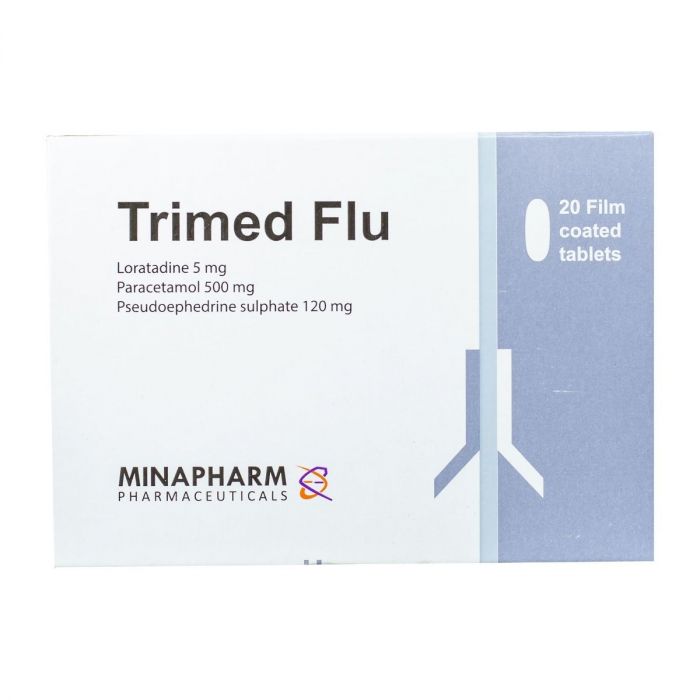 Trimed Flu
Loratadine 5 mg
Paracetamol 500 mg
Pseudoephedrine sulphate 120 mg
20 Film
coated
tablets
MINAPHARM
PHARMACEUTICALS